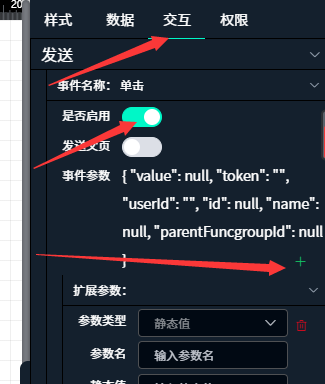 20
样式 数据 交互 权限
发送
事件名称: 单击
是否启用
发送父页
事件参数 { "value": null, "token": "",
"userId": "", "id": null, "name":
null, "parentFuncgroupId": null
}
扩展参数:
参数类型 静态值
参数名 输入参数名